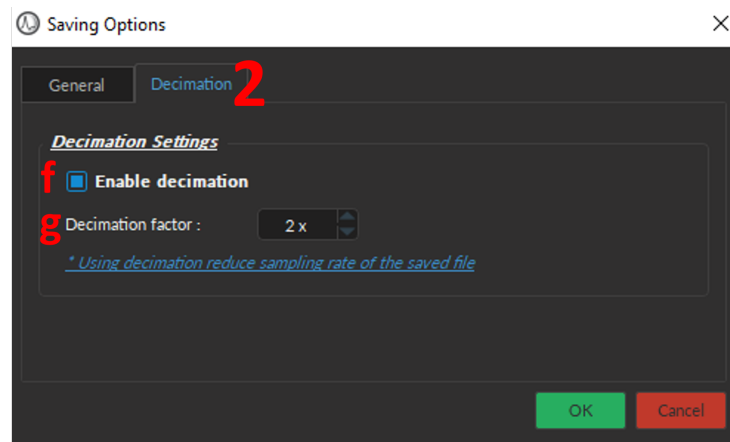 Saving Options
General
Decimation
2
Decimation Settings
f
Enable decimation
g
Decimation factor :
2 x
* Using decimation reduce sampling rate of the saved file
OK
Cancel